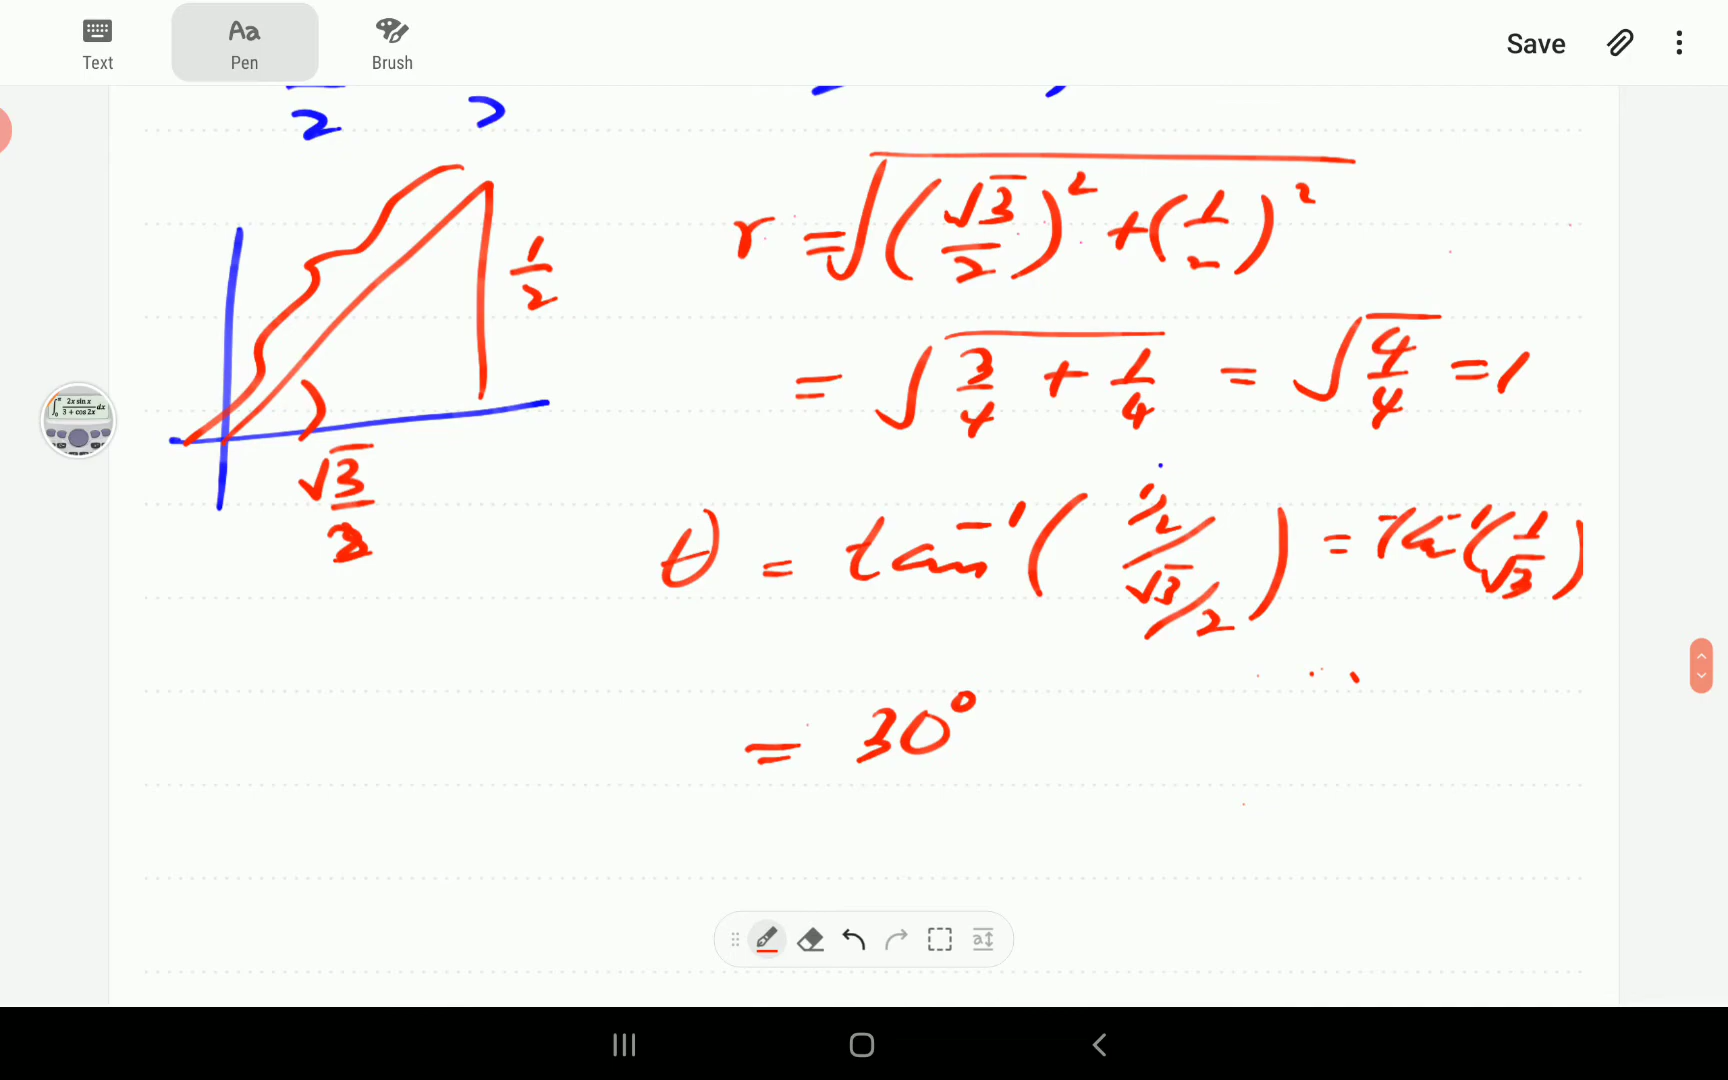 Text Pen Brush Save
2
r = √((√3/2)² + (1/2)²)
1/2
= √(3/4 + 1/4) = √(4/4) = 1
√3/2
θ = tan⁻¹((1/2)/(√3/2)) = Tan⁻¹(1/√3)
= 30°